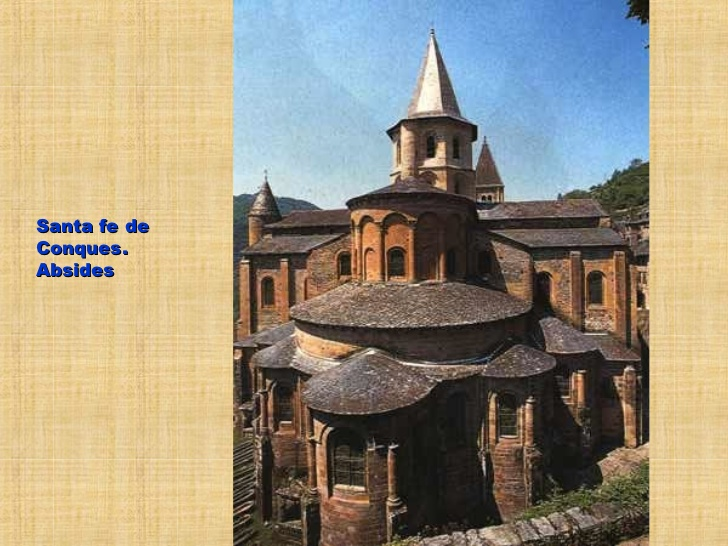 Santa fe de
Conques.
Absides